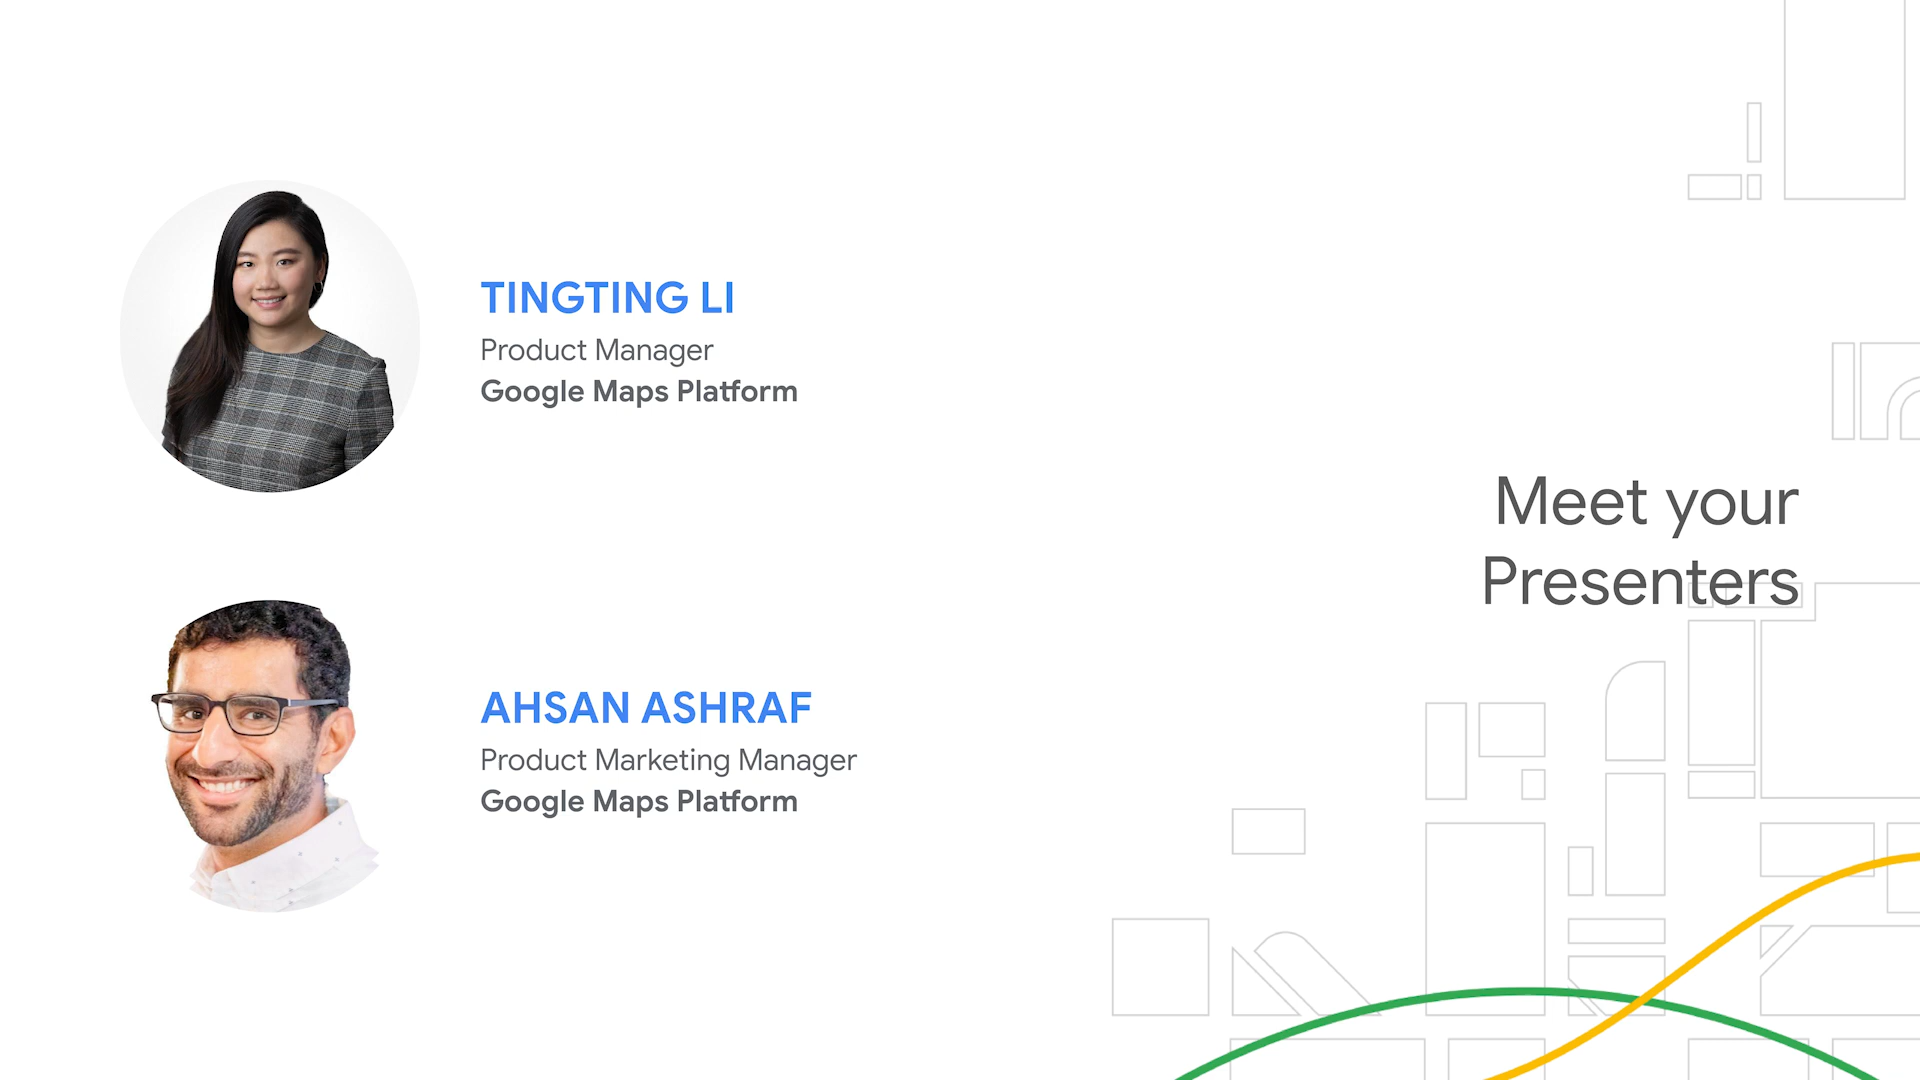 TINGTING LI
Product Manager
Google Maps Platform
AHSAN ASHRAF
Product Marketing Manager
Google Maps Platform
Meet your
Presenters